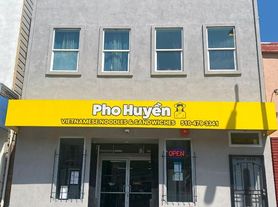 Pho Huyền
VIETNAMESE NOODLES & SANDWICHES 510-479-3341
OPEN